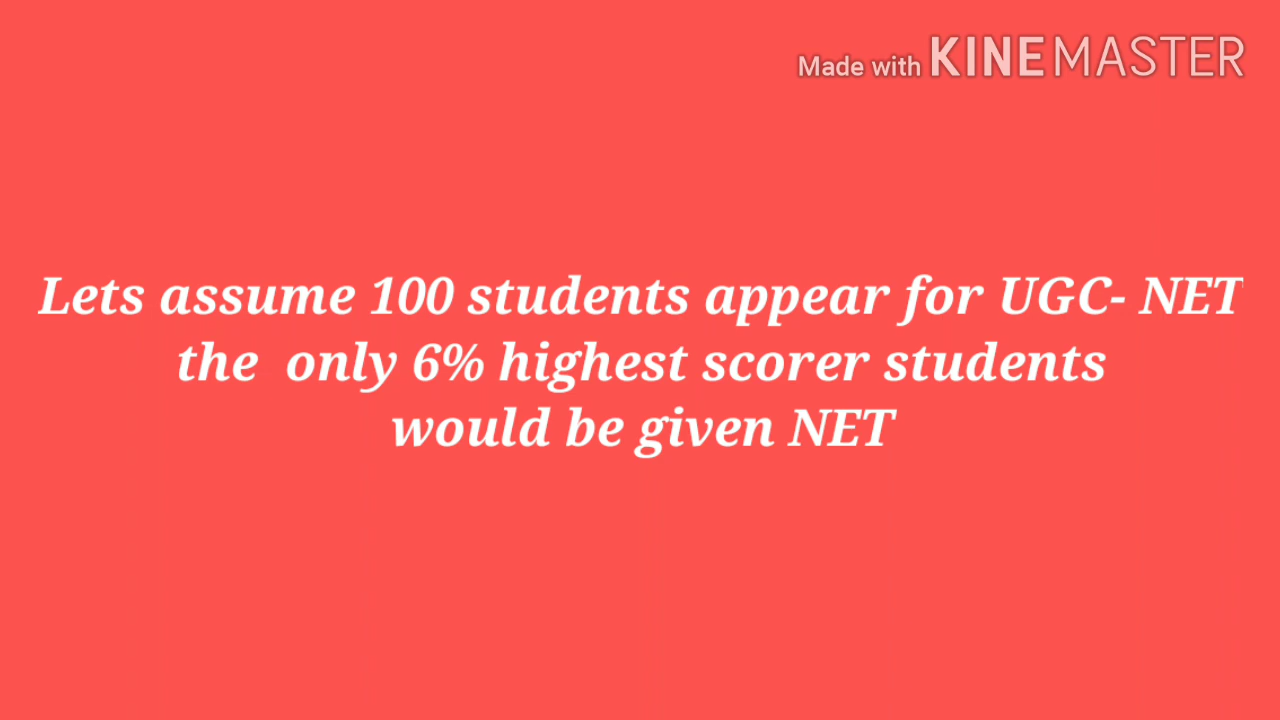 Made with KINEMASTER
Lets assume 100 students appear for UGC- NET
the only 6% highest scorer students
would be given NET